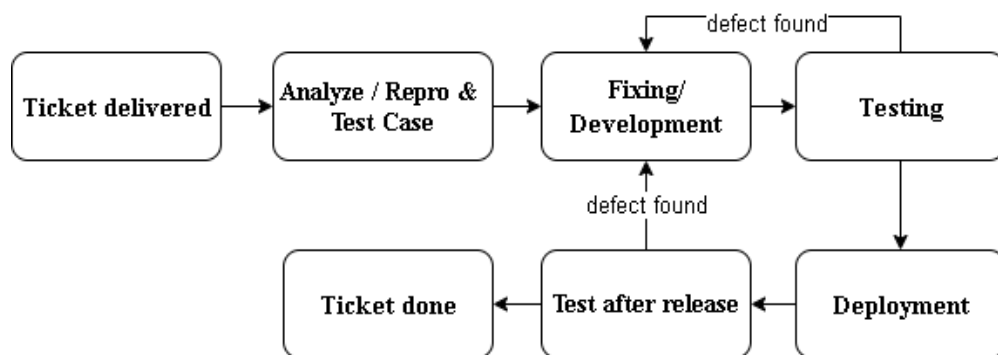 defect found
Ticket delivered
Analyze / Repro &
Test Case
Fixing/
Development
Testing
defect found
Ticket done
Test after release
Deployment